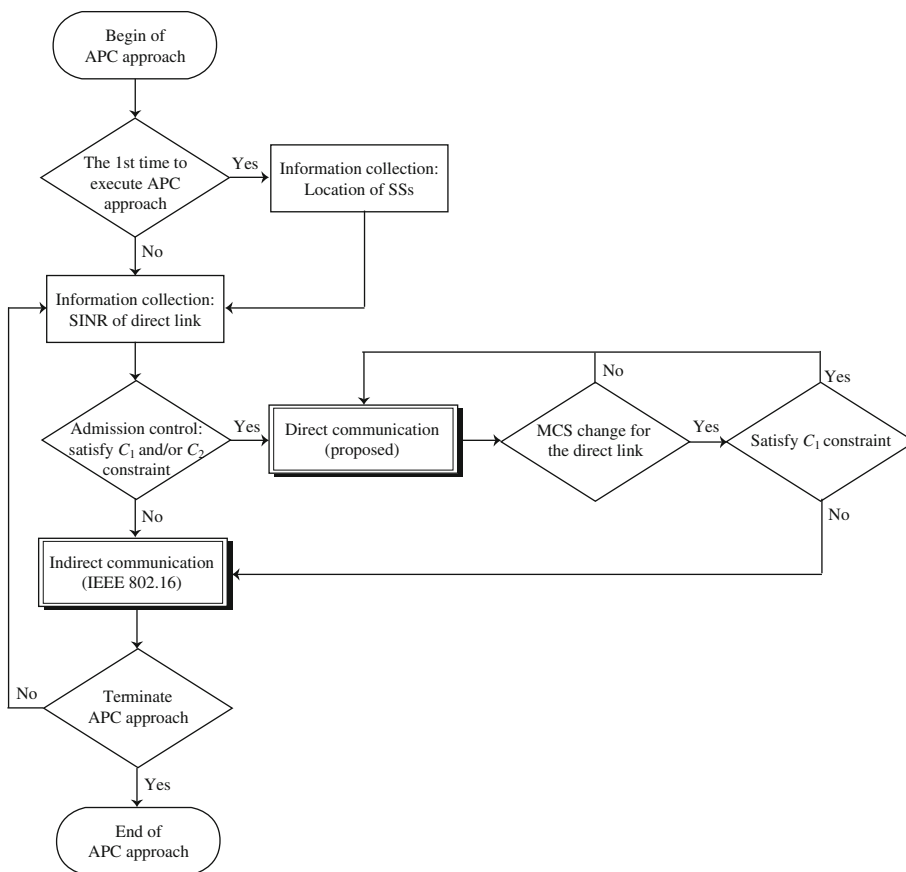 Begin of
APC approach
The 1st time to
execute APC
approach
Yes
Information collection:
Location of SSs
No
Information collection:
SINR of direct link
Admission control:
satisfy C₁ and/or C₂
constraint
Yes
Direct communication
(proposed)
No
MCS change for
the direct link
Yes
Yes
Satisfy C₁ constraint
No
No
Indirect communication
(IEEE 802.16)
No
Terminate
APC approach
Yes
End of
APC approach